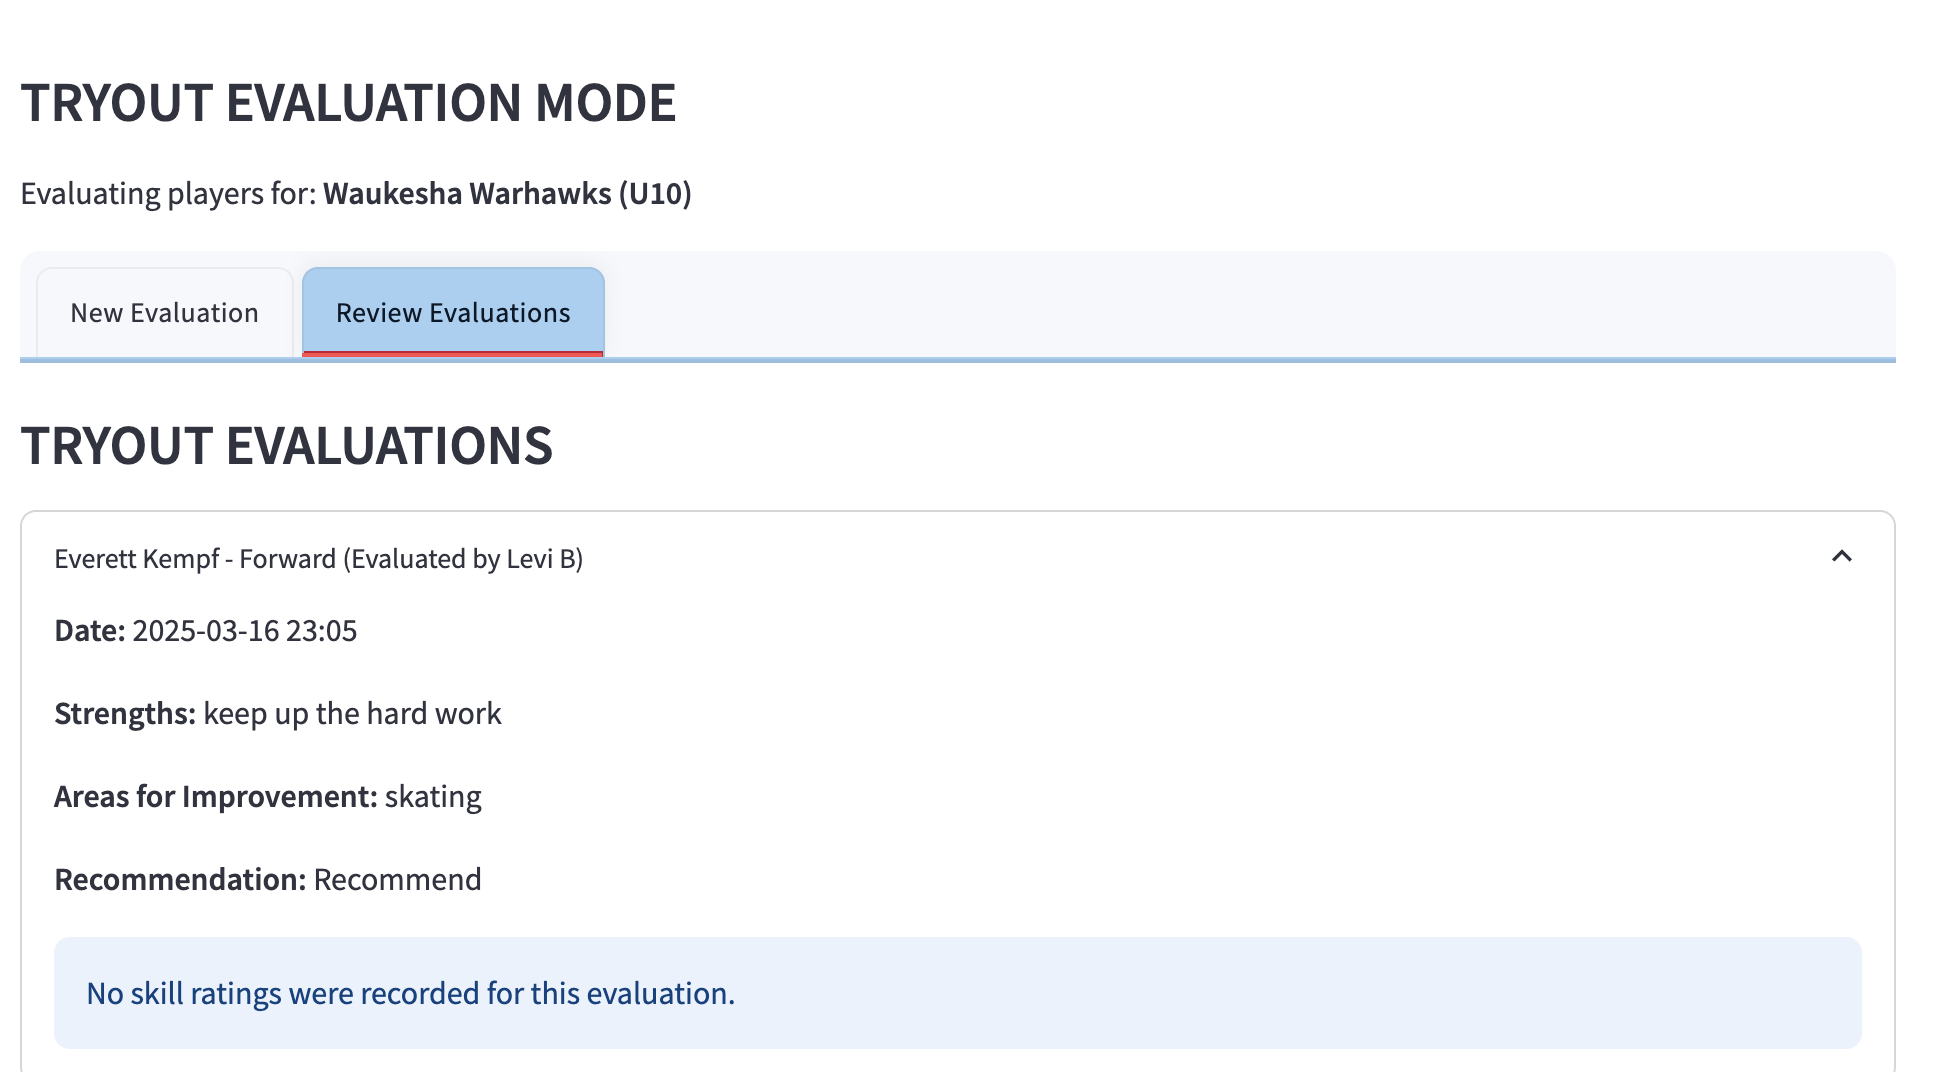 TRYOUT EVALUATION MODE
Evaluating players for: Waukesha Warhawks (U10)
New Evaluation
Review Evaluations
TRYOUT EVALUATIONS
Everett Kempf - Forward (Evaluated by Levi B)
Date: 2025-03-16 23:05
Strengths: keep up the hard work
Areas for Improvement: skating
Recommendation: Recommend
No skill ratings were recorded for this evaluation.